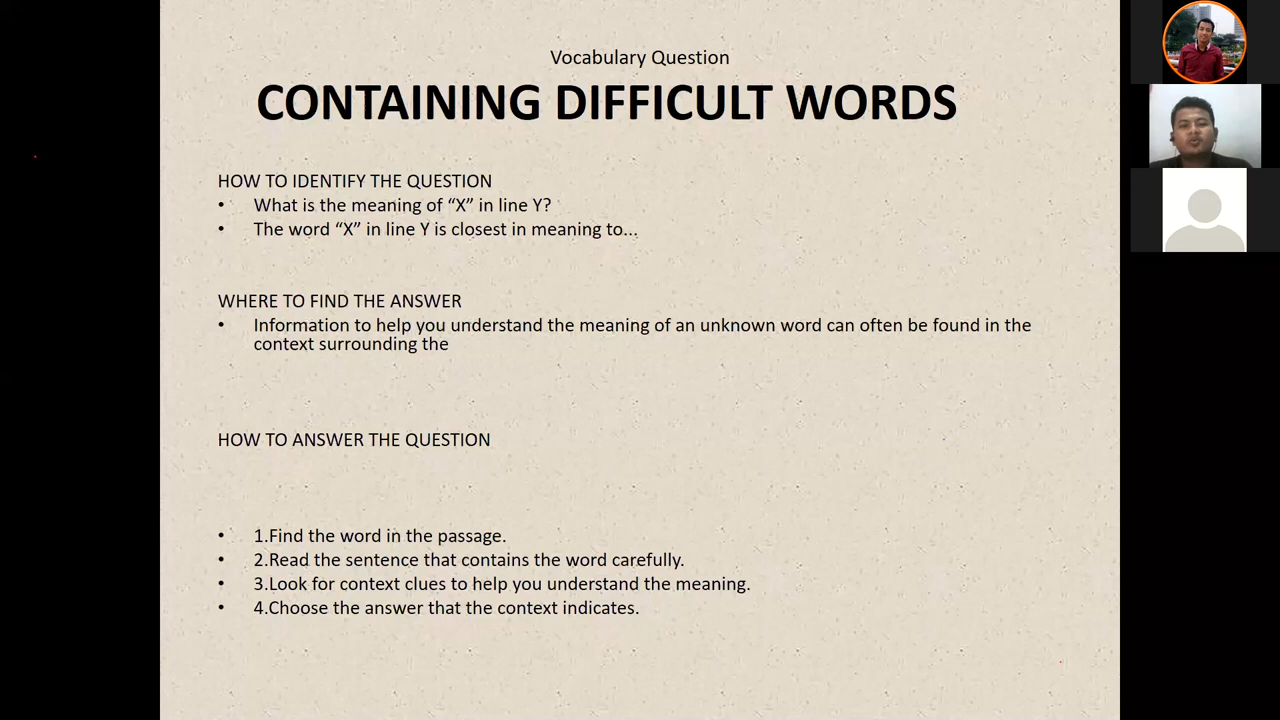 Vocabulary Question
CONTAINING DIFFICULT WORDS
HOW TO IDENTIFY THE QUESTION
• What is the meaning of “X” in line Y?
• The word “X” in line Y is closest in meaning to...
WHERE TO FIND THE ANSWER
• Information to help you understand the meaning of an unknown word can often be found in the
context surrounding the
HOW TO ANSWER THE QUESTION
• 1.Find the word in the passage.
• 2.Read the sentence that contains the word carefully.
• 3.Look for context clues to help you understand the meaning.
• 4.Choose the answer that the context indicates.